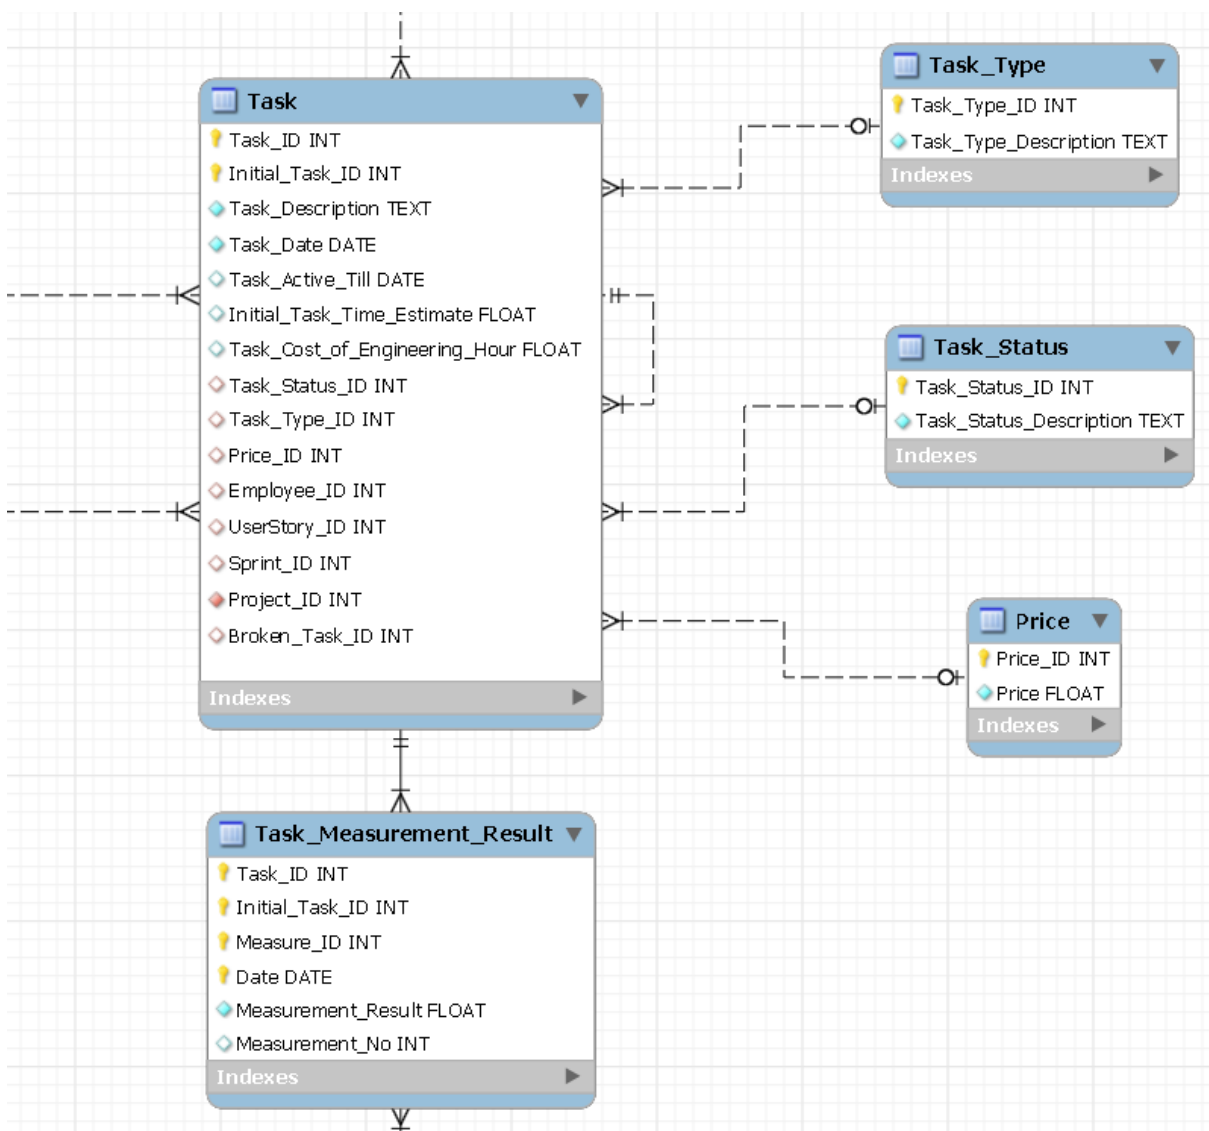 Task
Task_ID INT
Initial_Task_ID INT
Task_Description TEXT
Task_Date DATE
Task_Active_Till DATE
Initial_Task_Time_Estimate FLOAT
Task_Cost_of_Engineering_Hour FLOAT
Task_Status_ID INT
Task_Type_ID INT
Price_ID INT
Employee_ID INT
UserStory_ID INT
Sprint_ID INT
Project_ID INT
Broken_Task_ID INT
Indexes
Task_Type
Task_Type_ID INT
Task_Type_Description TEXT
Indexes
Task_Status
Task_Status_ID INT
Task_Status_Description TEXT
Indexes
Price
Price_ID INT
Price FLOAT
Indexes
Task_Measurement_Result
Task_ID INT
Initial_Task_ID INT
Measure_ID INT
Date DATE
Measurement_Result FLOAT
Measurement_No INT
Indexes